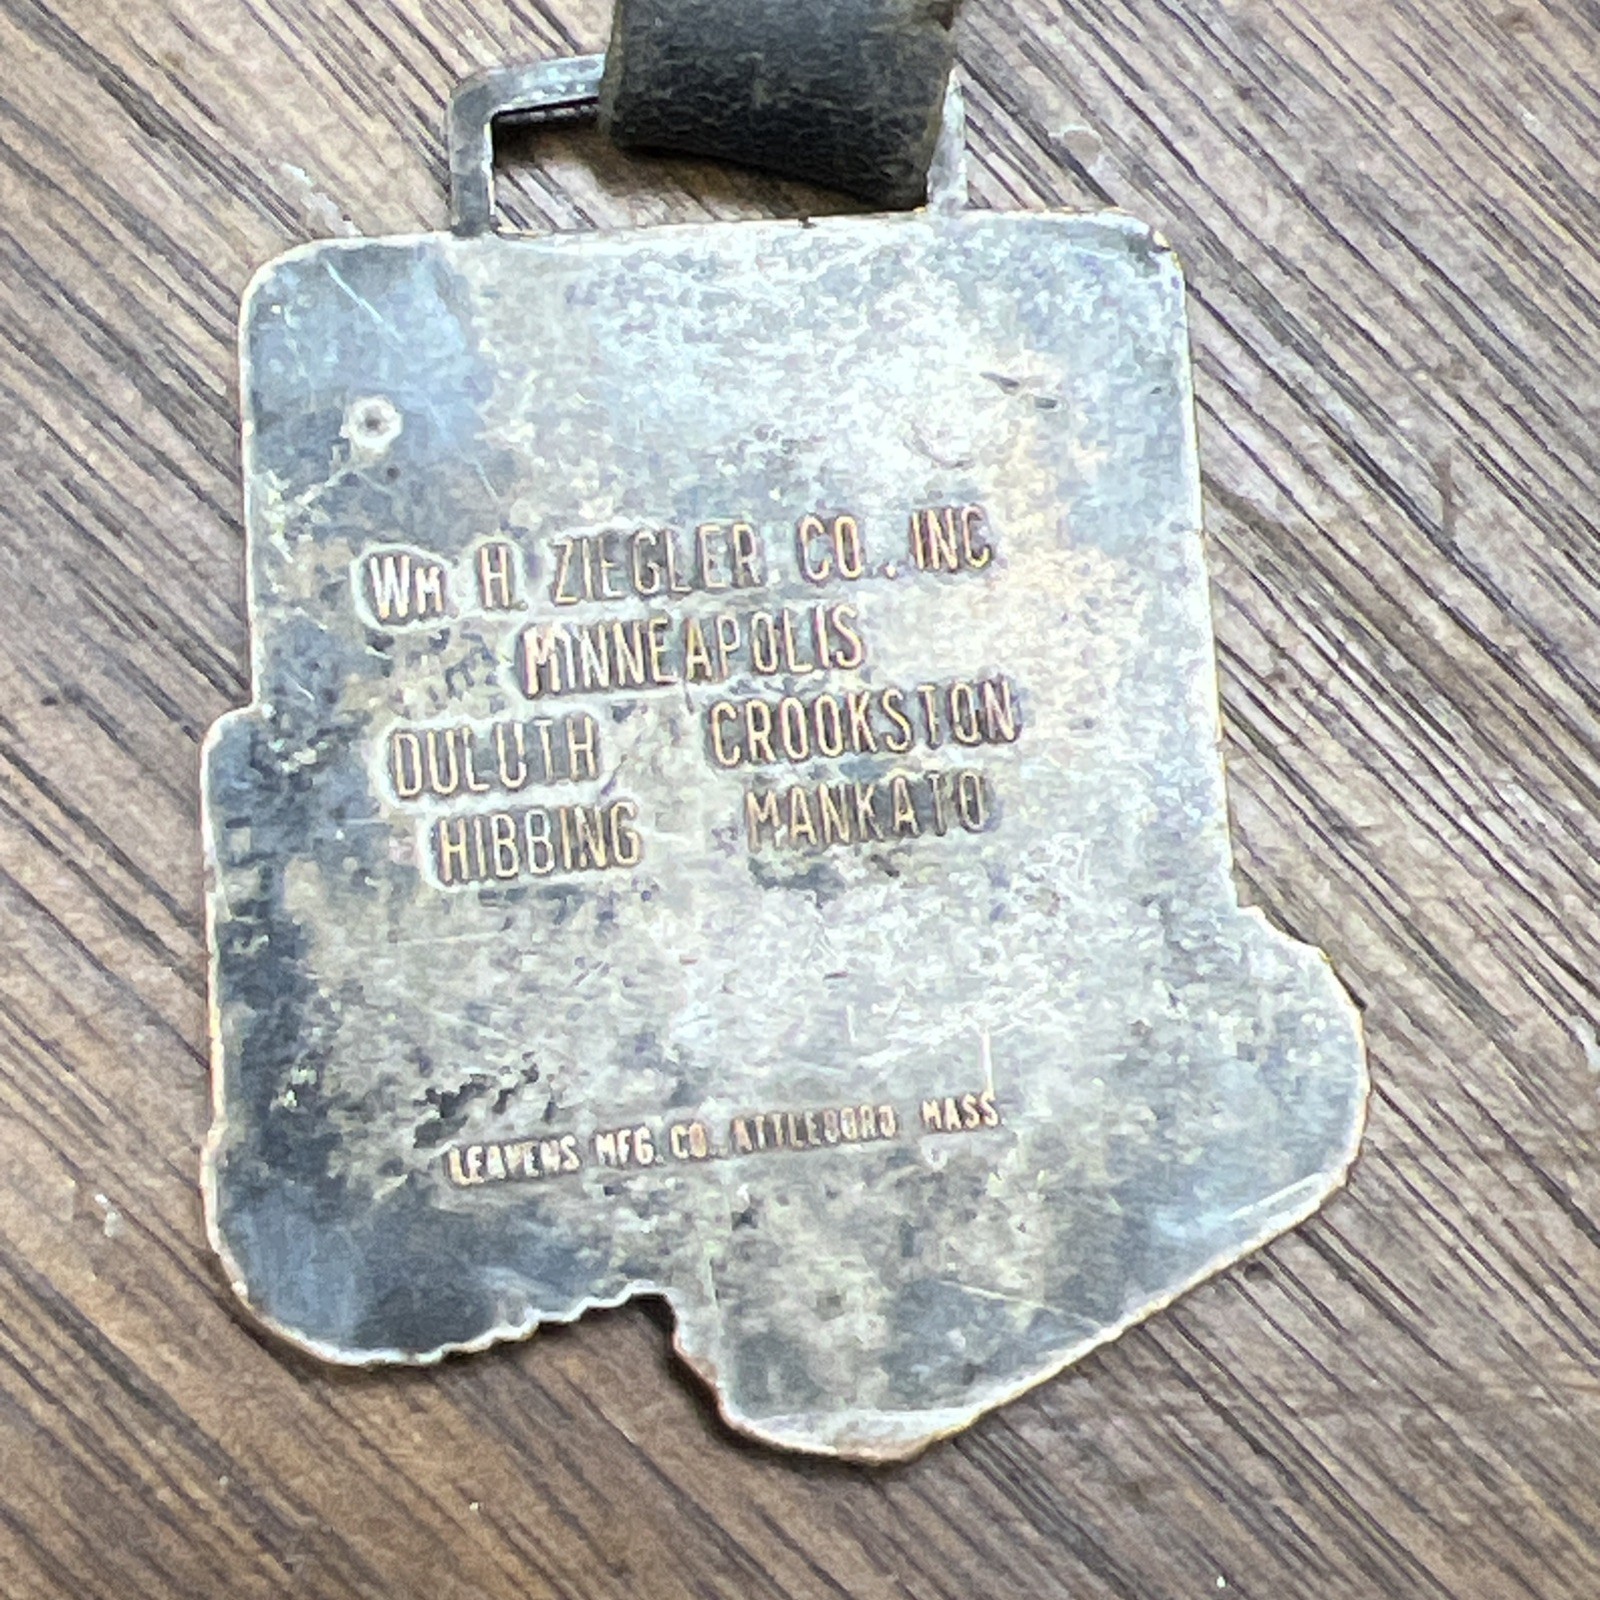 WM. H. ZIEGLER CO., INC
MINNEAPOLIS
DULUTH CROOKSTON
HIBBING MANKATO
LEAVENS MFG. CO., ATTLEBORO MASS.